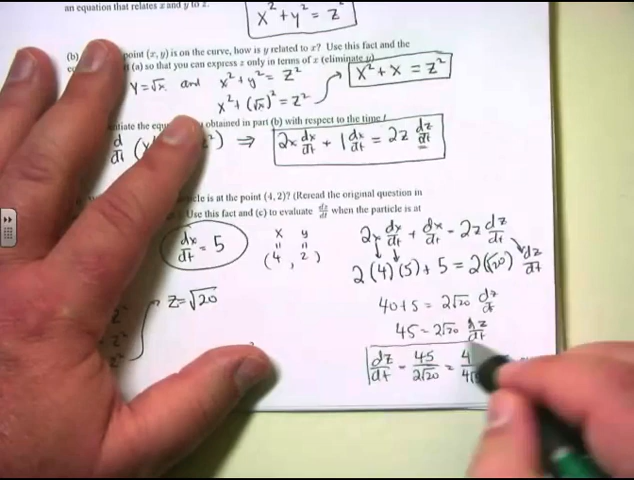 an equation that relates x and y to z.
x² + y² = z²
(b) point (x, y) is on the curve, how is y related to x? Use this fact and the
(a) so that you can express z only in terms of x (eliminate y)
y = √x and x² + y² = z²
x² + (√x)² = z²
x² + x = z²
obtained in part (b) with respect to the time
d/dt ( z²) ⇒ 2x dx/dt + 1 dx/dt = 2z dz/dt
is at the point (4, 2)? (Reread the original question in
Use this fact and (c) to evaluate dz/dt when the particle is at
dx/dt = 5
x y
(4, 2)
2x dx/dt + dx/dt = 2z dz/dt
2(4)(5) + 5 = 2(√20) dz/dt
z = √20
40 + 5 = 2√20 dz/dt
45 = 2√20 dz/dt
dz/dt = 45/2√20 =